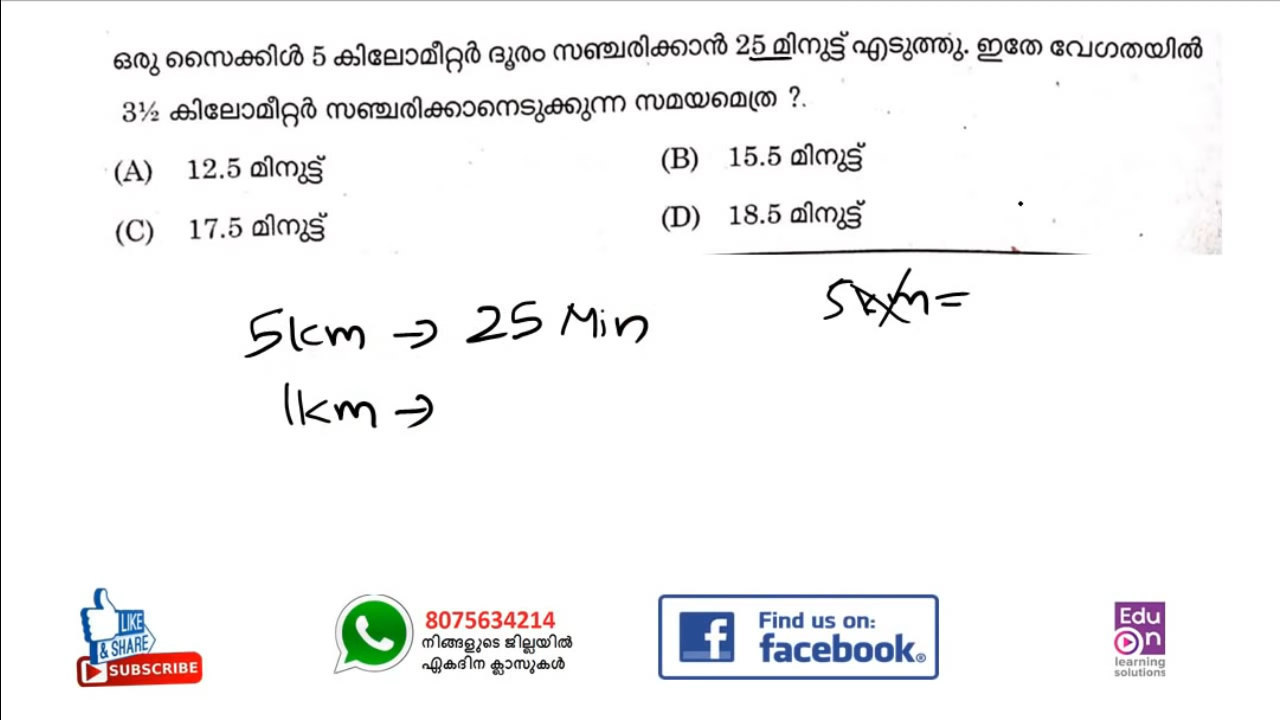 ഒരു സൈക്കിൾ 5 കിലോമീറ്റർ ദൂരം സഞ്ചരിക്കാൻ 25 മിനുട്ട് എടുത്തു. ഇതേ വേഗതയിൽ
3½ കിലോമീറ്റർ സഞ്ചരിക്കാനെടുക്കുന്ന സമയമെത്ര ?.
(A) 12.5 മിനുട്ട് (B) 15.5 മിനുട്ട്
(C) 17.5 മിനുട്ട് (D) 18.5 മിനുട്ട്
5km =
5km → 25 Min
1km →
LIKE
& SHARE
SUBSCRIBE
8075634214
നിങ്ങളുടെ ജില്ലയിൽ
ഏകദിന ക്ലാസുകൾ
Find us on:
facebook®
Edu
On
learning
solutions